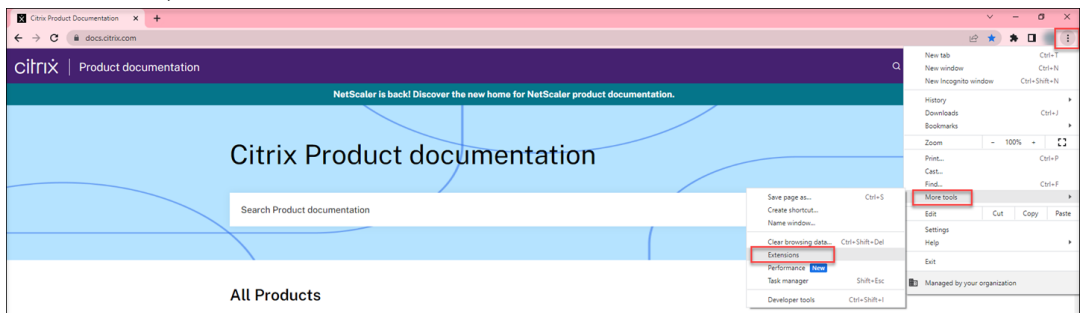 Citrix Product Documentation
docs.citrix.com
citrix | Product documentation
NetScaler is back! Discover the new home for NetScaler product documentation.
Citrix Product documentation
Search Product documentation
All Products
New tab Ctrl+T
New window Ctrl+N
New Incognito window Ctrl+Shift+N
History
Downloads Ctrl+J
Bookmarks
Zoom - 100% +
Print... Ctrl+P
Cast...
Find... Ctrl+F
More tools
Edit Cut Copy Paste
Settings
Help
Exit
Managed by your organization
Save page as... Ctrl+S
Create shortcut...
Name window...
Clear browsing data... Ctrl+Shift+Del
Extensions
Performance New
Task manager Shift+Esc
Developer tools Ctrl+Shift+I